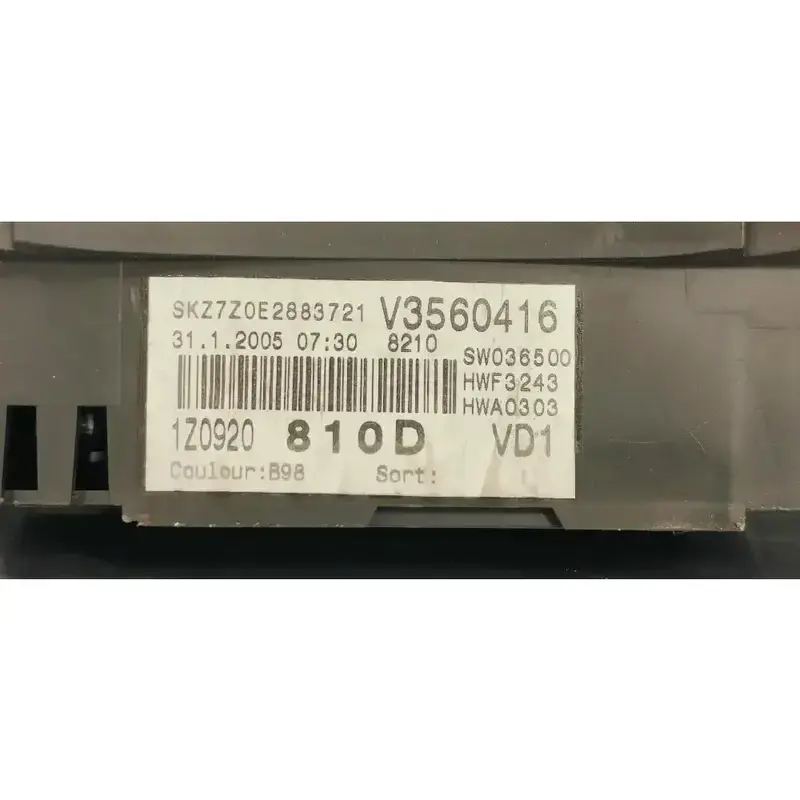 SKZ7Z0E2883721 V3560416
31.1.2005 07:30 8210 SW036500
HWF3243
HWA0303
1Z0920 810D VD1
Couleur:B98 Sort: